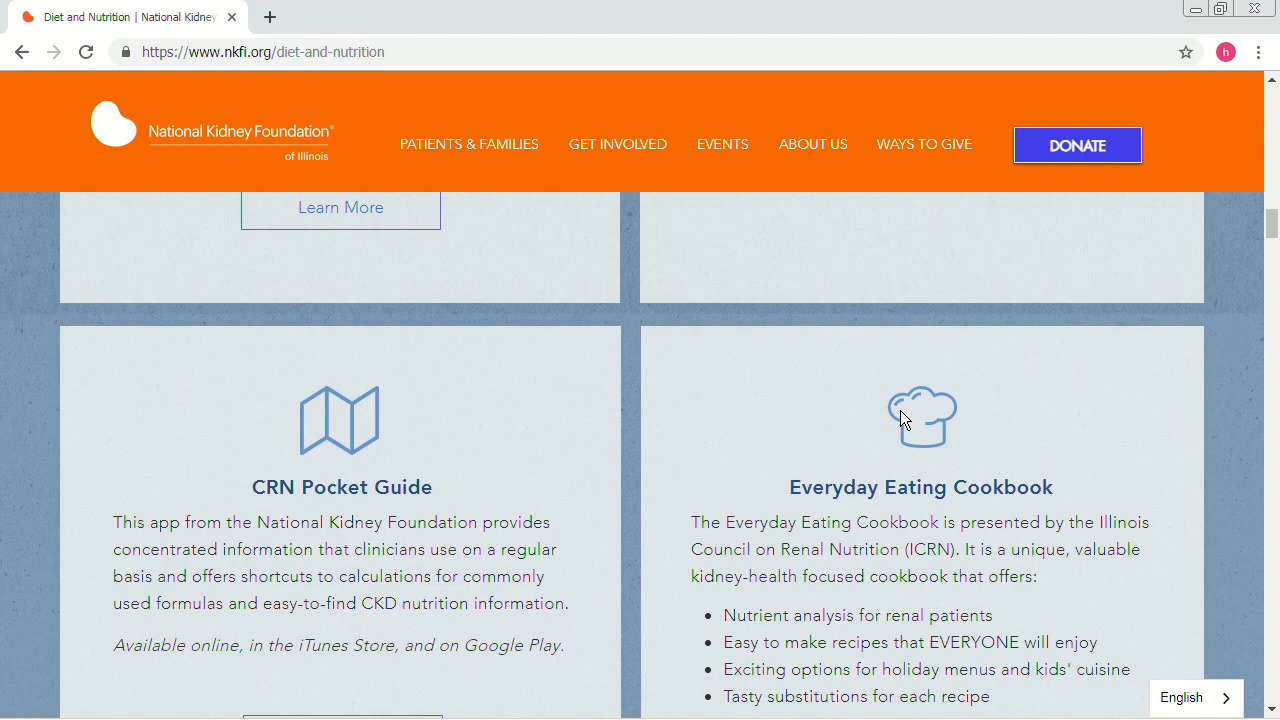 Diet and Nutrition | National Kidney
https://www.nkfi.org/diet-and-nutrition
h
National Kidney Foundation®
of Illinois
PATIENTS & FAMILIES
GET INVOLVED
EVENTS
ABOUT US
WAYS TO GIVE
DONATE
Learn More
CRN Pocket Guide
This app from the National Kidney Foundation provides
concentrated information that clinicians use on a regular
basis and offers shortcuts to calculations for commonly
used formulas and easy-to-find CKD nutrition information.
Available online, in the iTunes Store, and on Google Play.
Everyday Eating Cookbook
The Everyday Eating Cookbook is presented by the Illinois
Council on Renal Nutrition (ICRN). It is a unique, valuable
kidney-health focused cookbook that offers:
• Nutrient analysis for renal patients
• Easy to make recipes that EVERYONE will enjoy
• Exciting options for holiday menus and kids' cuisine
• Tasty substitutions for each recipe
English